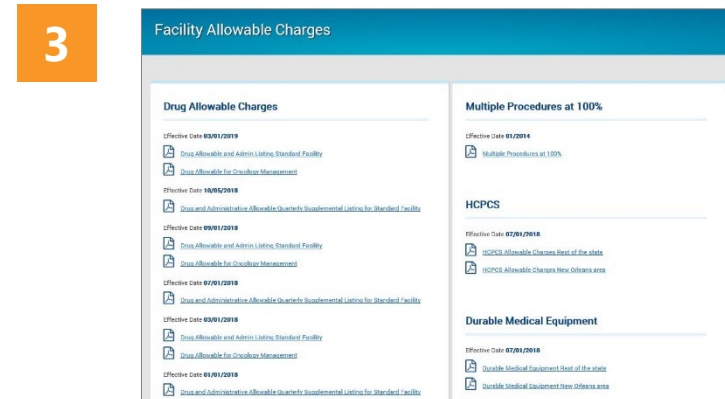 3
Facility Allowable Charges
Drug Allowable Charges
Effective Date 03/01/2019
Drug Allowable and Admin Listing Standard Facility
Drug Allowable for Oncology Management
Effective Date 10/05/2018
Drug and Administrative Allowable Quarterly Supplemental Listing for Standard Facility
Effective Date 09/01/2018
Drug Allowable and Admin Listing Standard Facility
Drug Allowable for Oncology Management
Effective Date 07/01/2018
Drug and Administrative Allowable Quarterly Supplemental Listing for Standard Facility
Effective Date 03/01/2018
Drug Allowable and Admin Listing Standard Facility
Drug Allowable for Oncology Management
Effective Date 01/01/2018
Drug and Administrative Allowable Quarterly Supplemental Listing for Standard Facility
Multiple Procedures at 100%
Effective Date 01/2014
Multiple Procedures at 100%
HCPCS
Effective Date 07/01/2018
HCPCS Allowable Charges Rest of the state
HCPCS Allowable Charges New Orleans area
Durable Medical Equipment
Effective Date 07/01/2018
Durable Medical Equipment Rest of the state
Durable Medical Equipment New Orleans area